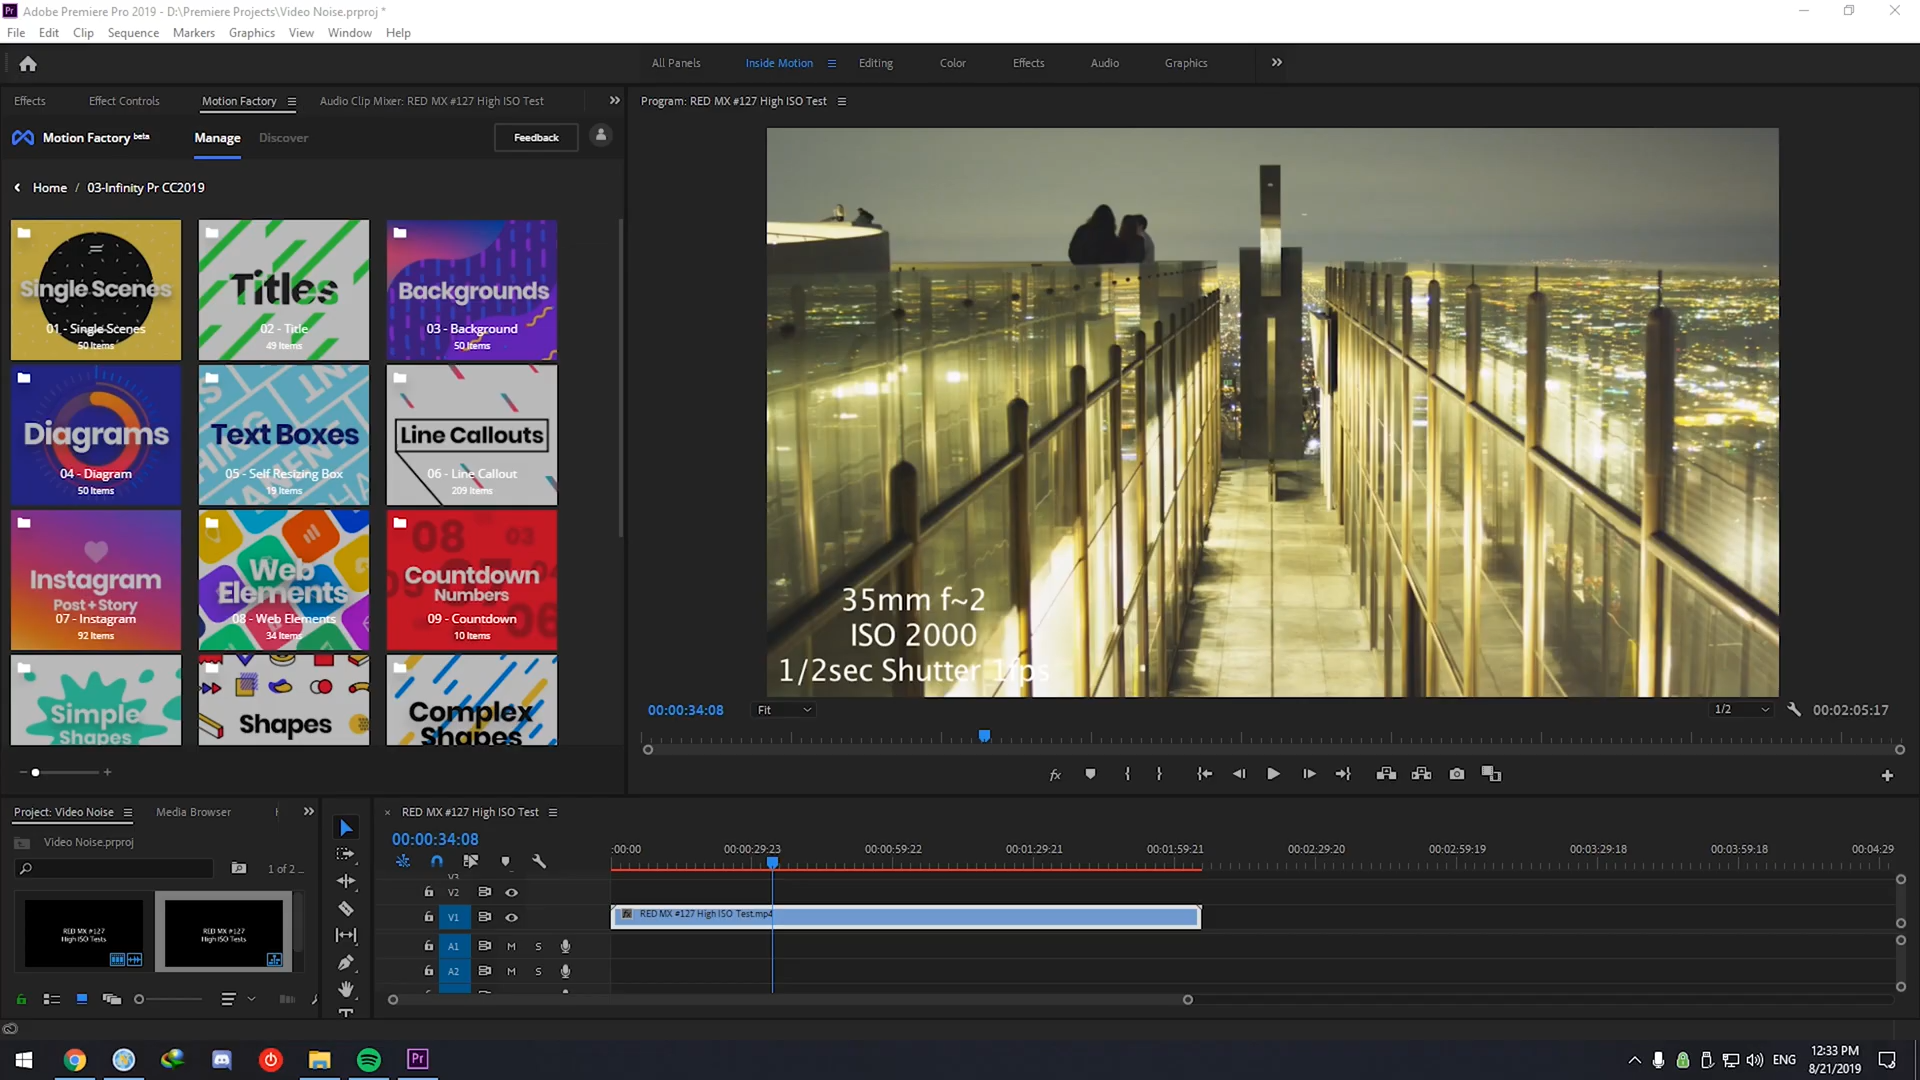 Adobe Premiere Pro 2019 - D:\Premiere Projects\Video Noise.prproj *
File Edit Clip Sequence Markers Graphics View Window Help
All Panels Inside Motion Editing Color Effects Audio Graphics
Effects Effect Controls Motion Factory Audio Clip Mixer: RED MX #127 High ISO Test
Program: RED MX #127 High ISO Test
Motion Factory beta Manage Discover Feedback
Home / 03-Infinity Pr CC2019
Single Scenes
01 - Single Scenes
50 Items
Titles
02 - Title
49 Items
Backgrounds
03 - Background
50 Items
Diagrams
04 - Diagram
50 Items
Text Boxes
05 - Self Resizing Box
19 Items
Line Callouts
06 - Line Callout
209 Items
Instagram
Post + Story
07 - Instagram
92 Items
Web
Elements
08 - Web Elements
34 Items
08 03
Countdown
Numbers
09 - Countdown
10 Items
Simple
Shapes
Shapes
Complex
Shapes
35mm f~2
ISO 2000
1/2sec Shutter 1fps
00:00:34:08 Fit 1/2 00:02:05:17
Project: Video Noise Media Browser
Video Noise.prproj
1 of 2 ...
RED MX #127
High ISO Tests
RED MX #127
High ISO Tests
RED MX #127 High ISO Test
00:00:34:08
:00:00 00:00:29:23 00:00:59:22 00:01:29:21 00:01:59:21 00:02:29:20 00:02:59:19 00:03:29:18 00:03:59:18 00:04:29
V3
V2
V1 RED MX #127 High ISO Test.mp4
A1 M S
A2 M S
ENG 12:33 PM
8/21/2019